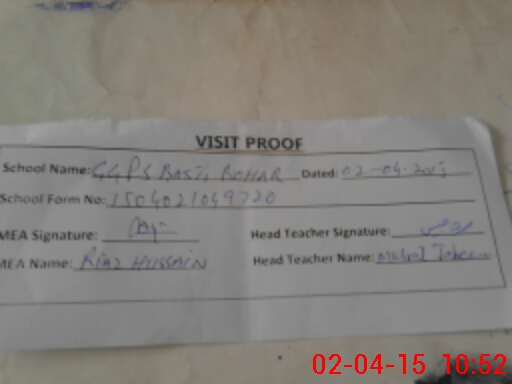 VISIT PROOF
School Name: GGPS BASTI BOHAR Dated: 02-04-2015
School Form No: 1504021049720
MEA Signature: Head Teacher Signature:
MEA Name: RIAZ HUSSAIN Head Teacher Name:
02-04-15 10:52